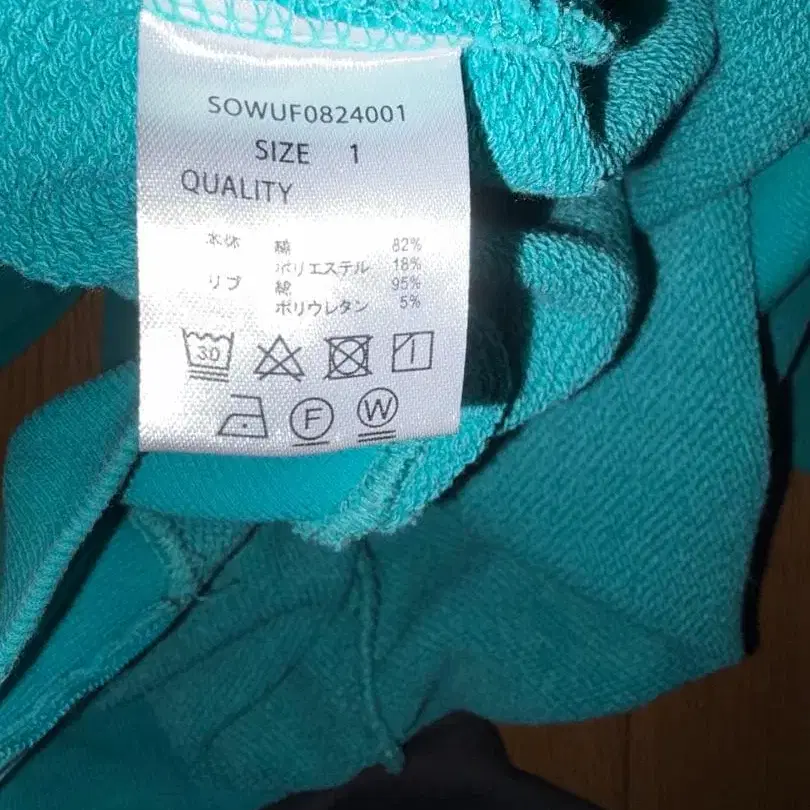 SOWUF0824001
SIZE 1
QUALITY
本体 綿 82%
ポリエステル 18%
リブ 綿 95%
ポリウレタン 5%
30
F W